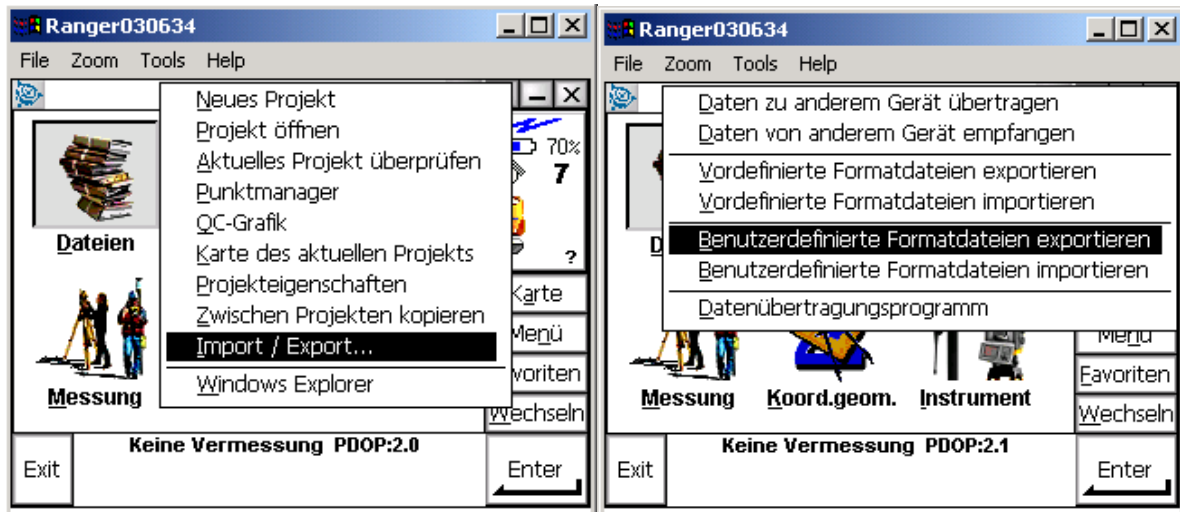 Ranger030634
File Zoom Tools Help
Neues Projekt
Projekt öffnen
Aktuelles Projekt überprüfen
Punktmanager
QC-Grafik
Karte des aktuellen Projekts
Projekteigenschaften
Zwischen Projekten kopieren
Import / Export...
Windows Explorer
70%
7
?
Dateien
Messung
Karte
Menü
voriten
Wechseln
Keine Vermessung PDOP:2.0
Exit
Enter
Ranger030634
File Zoom Tools Help
Daten zu anderem Gerät übertragen
Daten von anderem Gerät empfangen
Vordefinierte Formatdateien exportieren
Vordefinierte Formatdateien importieren
Benutzerdefinierte Formatdateien exportieren
Benutzerdefinierte Formatdateien importieren
Datenübertragungsprogramm
D
Messung
Koord.geom.
Instrument
Menü
Favoriten
Wechseln
Keine Vermessung PDOP:2.1
Exit
Enter